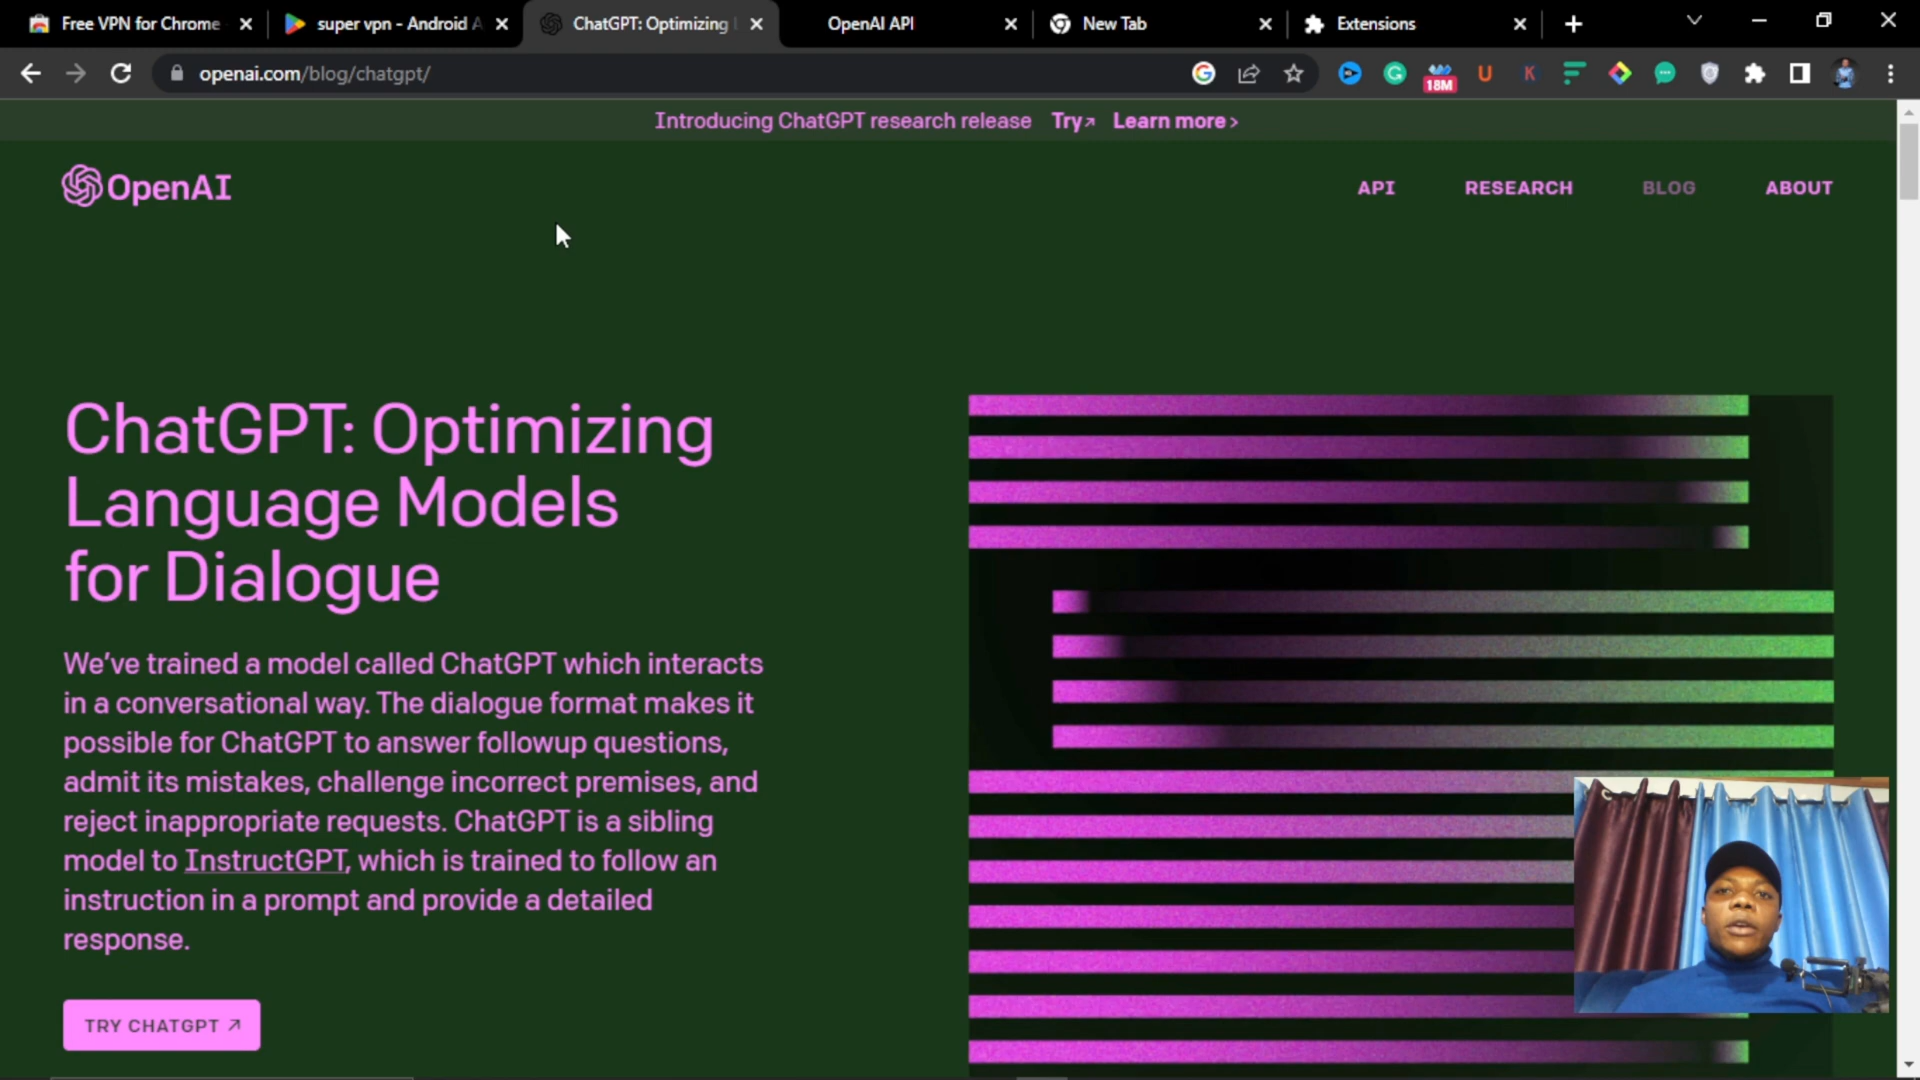 Free VPN for Chrome
super vpn - Android A
ChatGPT: Optimizing
OpenAI API
New Tab
Extensions
openai.com/blog/chatgpt/
18M
Introducing ChatGPT research release Try↗ Learn more ›
OpenAI
API RESEARCH BLOG ABOUT
ChatGPT: Optimizing
Language Models
for Dialogue
We’ve trained a model called ChatGPT which interacts
in a conversational way. The dialogue format makes it
possible for ChatGPT to answer followup questions,
admit its mistakes, challenge incorrect premises, and
reject inappropriate requests. ChatGPT is a sibling
model to InstructGPT, which is trained to follow an
instruction in a prompt and provide a detailed
response.
TRY CHATGPT ↗